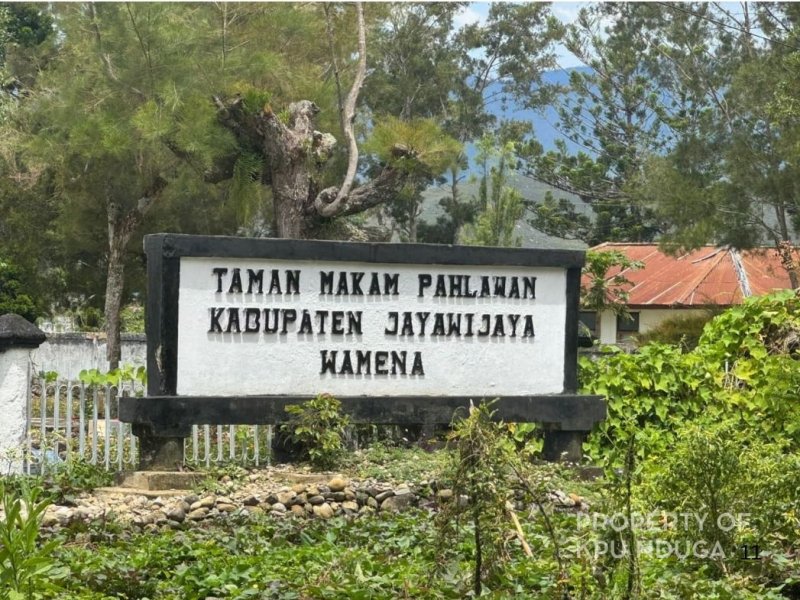 TAMAN MAKAM PAHLAWAN
KABUPATEN JAYAWIJAYA
WAMENA
PROPERTY OF
KPU NDUGA
11